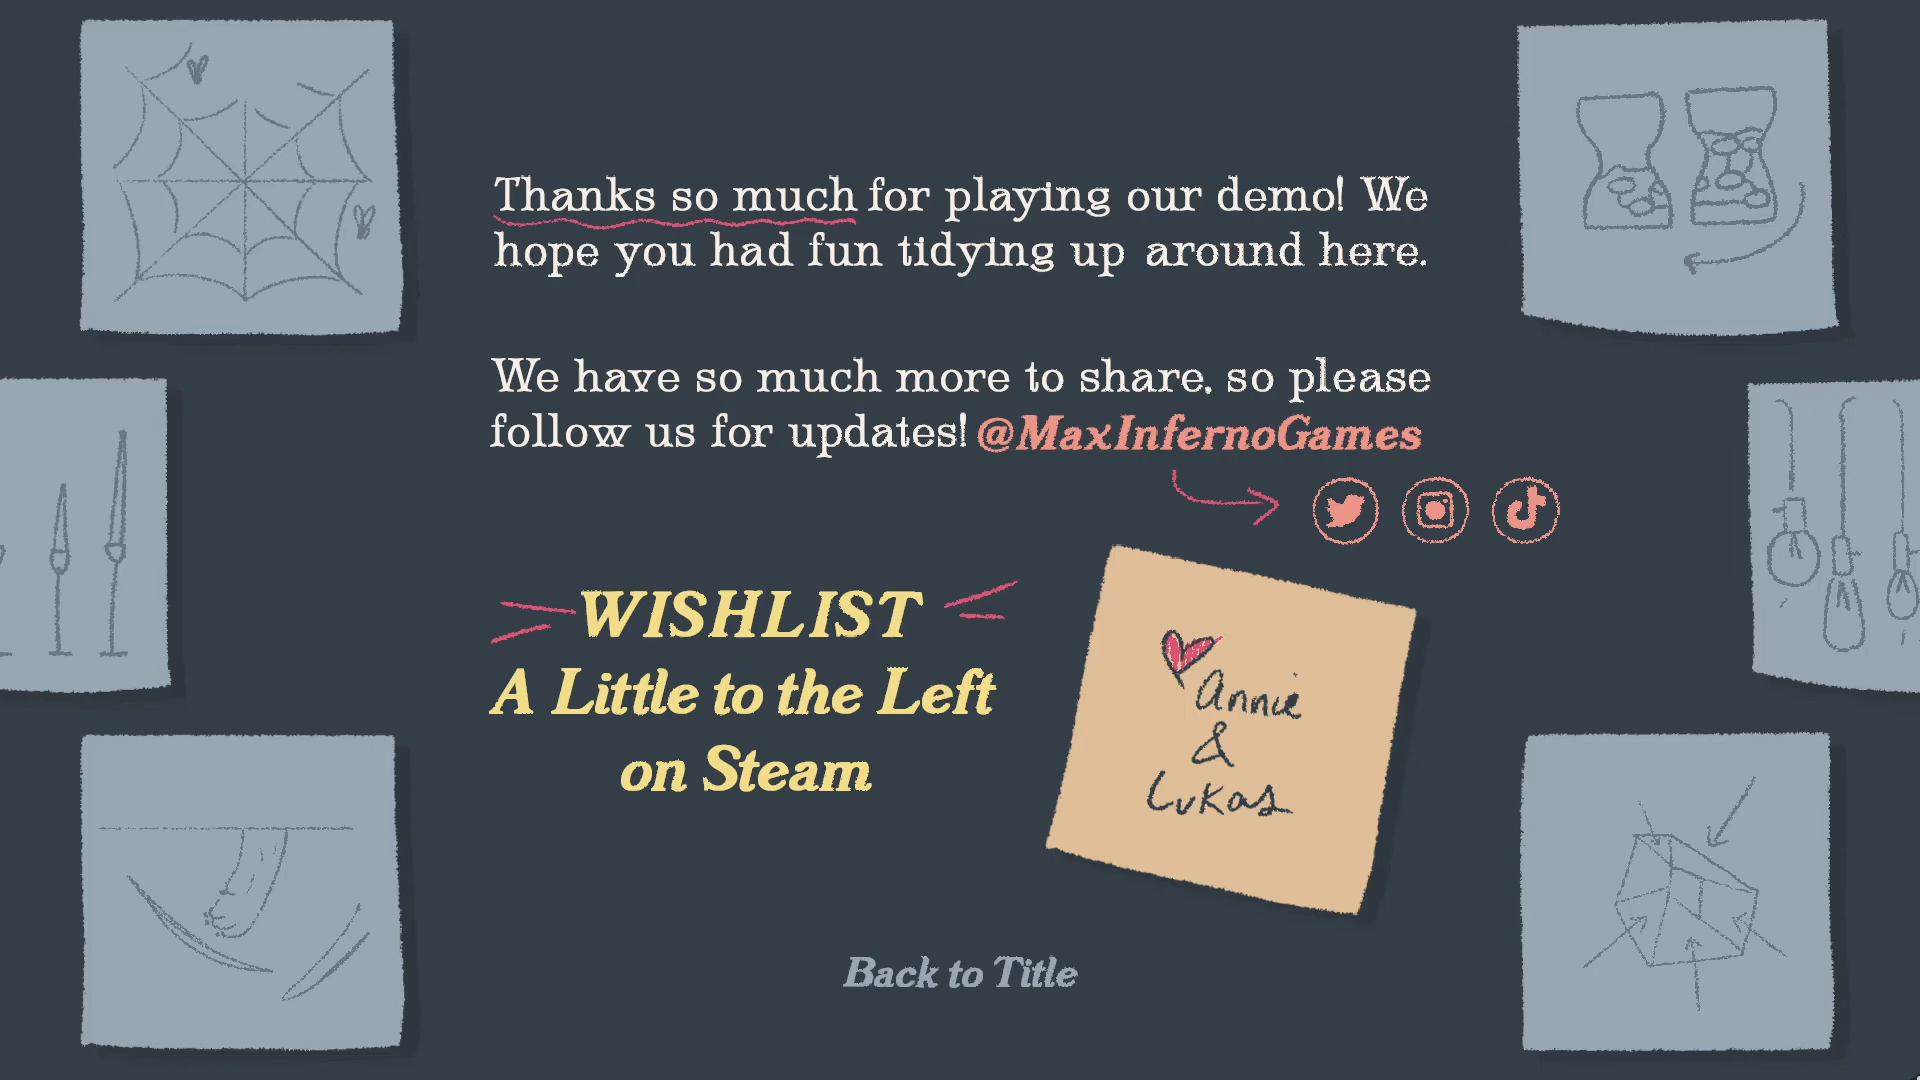 Thanks so much for playing our demo! We
hope you had fun tidying up around here.
We have so much more to share, so please
follow us for updates! @MaxInfernoGames
WISHLIST
A Little to the Left
on Steam
Annie
&
Lukas
Back to Title